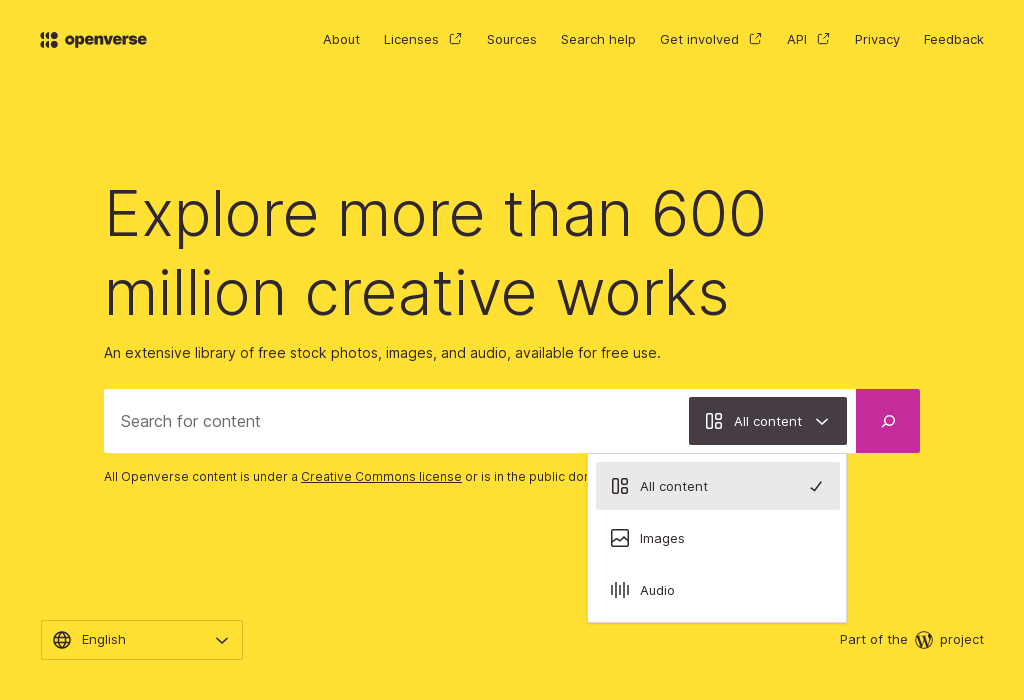 openverse
About
Licenses
Sources
Search help
Get involved
API
Privacy
Feedback
Explore more than 600
million creative works
An extensive library of free stock photos, images, and audio, available for free use.
Search for content
All content
All Openverse content is under a Creative Commons license or is in the public
All content
Images
Audio
English
Part of the
project